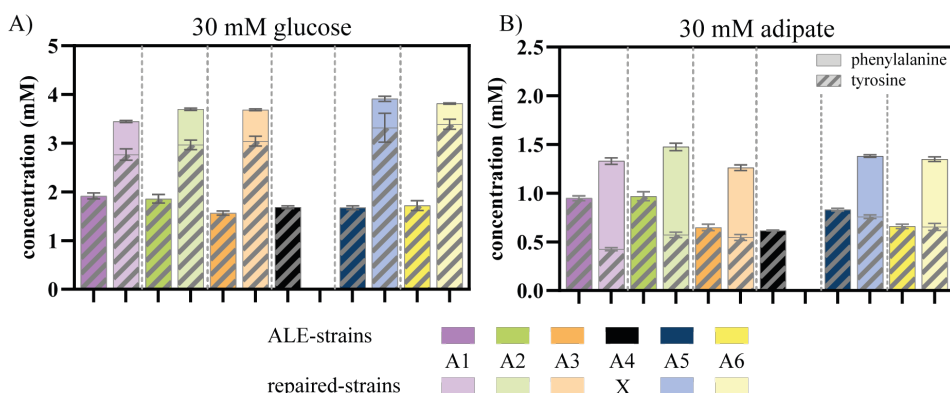 A)
30 mM glucose
concentration (mM)
5
4
3
2
1
0
B)
30 mM adipate
concentration (mM)
2.5
2.0
1.5
1.0
0.5
0.0
phenylalanine
tyrosine
ALE-strains
A1 A2 A3 A4 A5 A6
repaired-strains X